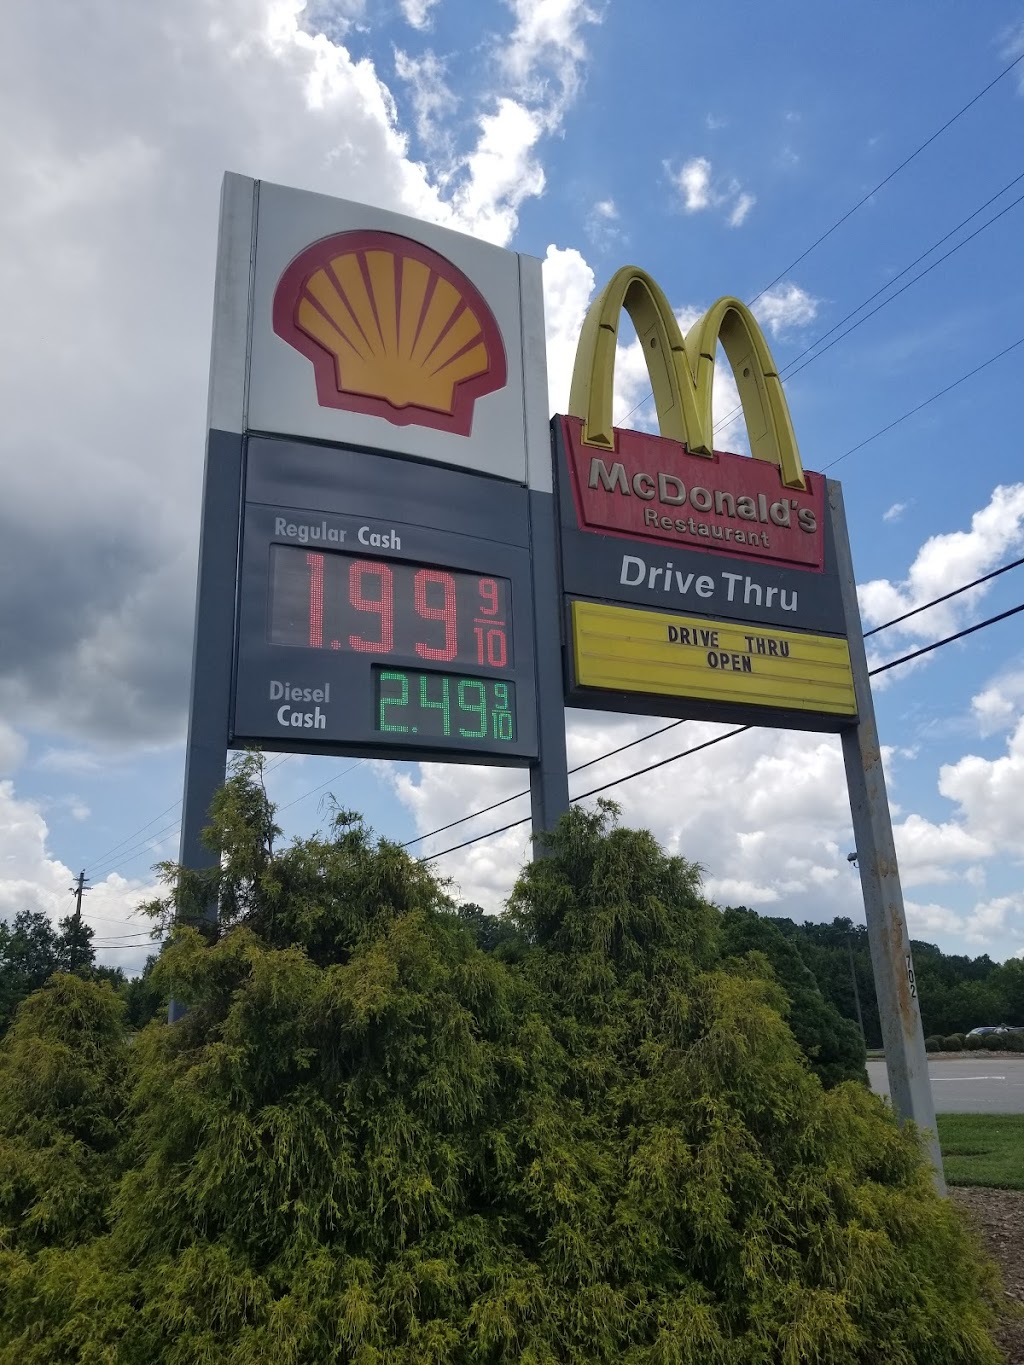 Regular Cash
1.99 9/10
Diesel
Cash
2.49 9/10
McDonald's
Restaurant
Drive Thru
DRIVE THRU
OPEN
702